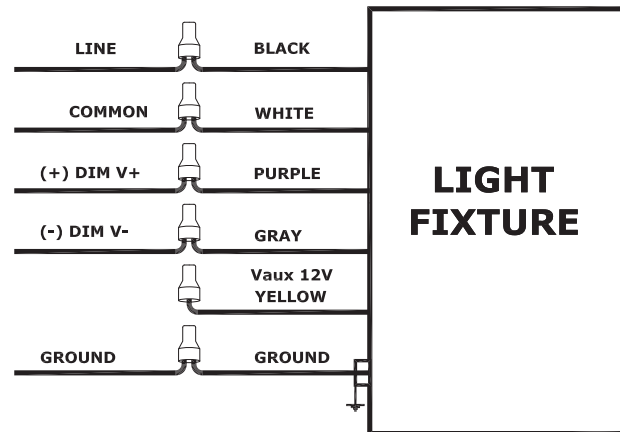 LINE BLACK
COMMON WHITE
(+) DIM V+ PURPLE
(-) DIM V- GRAY
Vaux 12V
YELLOW
GROUND GROUND
LIGHT
FIXTURE